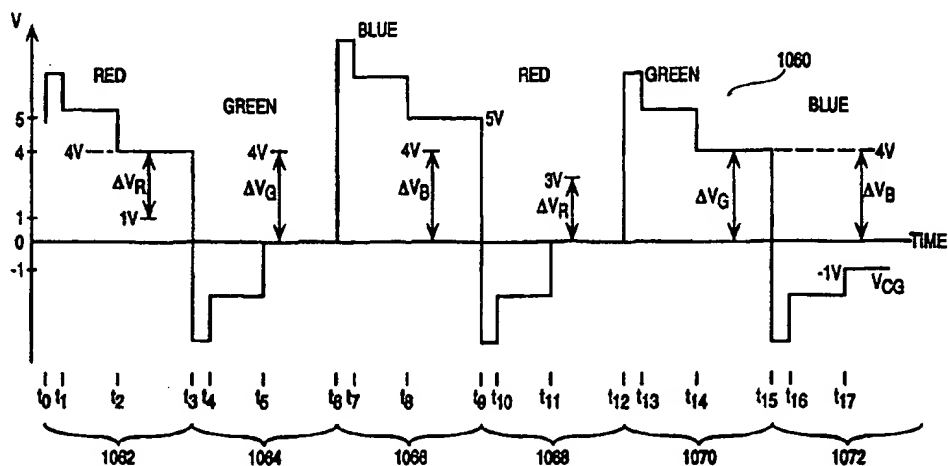 V
BLUE
RED
RED
GREEN
1060
GREEN
BLUE
5
5V
4
4V
4V
4V
4V
3V
ΔVR
ΔVG
ΔVB
ΔVR
ΔVG
ΔVB
1
1V
0
TIME
-1
-1V
VCG
t0 t1 t2 t3 t4 t5 t6 t7 t8 t9 t10 t11 t12 t13 t14 t15 t16 t17
1062 1064 1066 1068 1070 1072